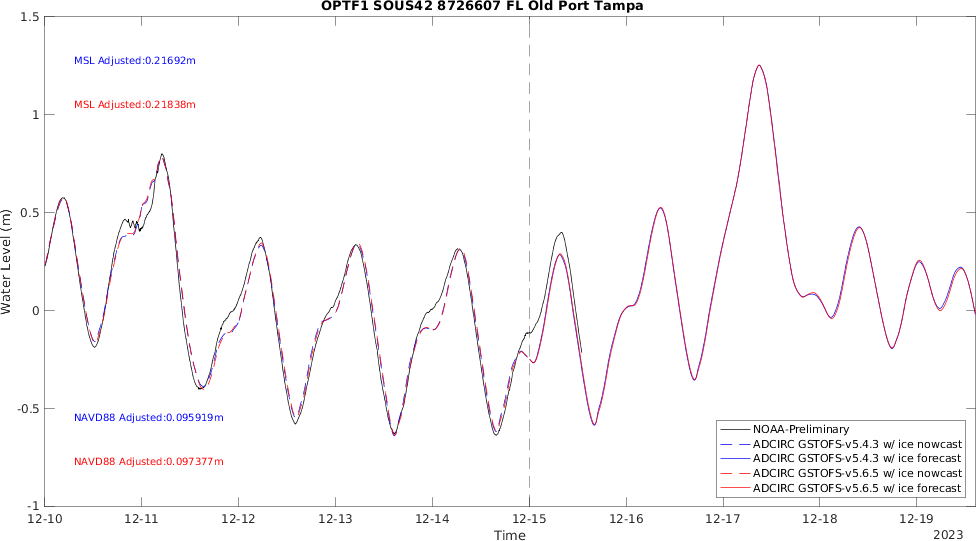 OPTF1 SOUS42 8726607 FL Old Port Tampa
1.5
1
0.5
0
-0.5
-1
Water Level (m)
MSL Adjusted:0.21692m
MSL Adjusted:0.21838m
NAVD88 Adjusted:0.095919m
NAVD88 Adjusted:0.097377m
NOAA-Preliminary
ADCIRC GSTOFS-v5.4.3 w/ ice nowcast
ADCIRC GSTOFS-v5.4.3 w/ ice forecast
ADCIRC GSTOFS-v5.6.5 w/ ice nowcast
ADCIRC GSTOFS-v5.6.5 w/ ice forecast
12-10 12-11 12-12 12-13 12-14 12-15 12-16 12-17 12-18 12-19
Time
2023